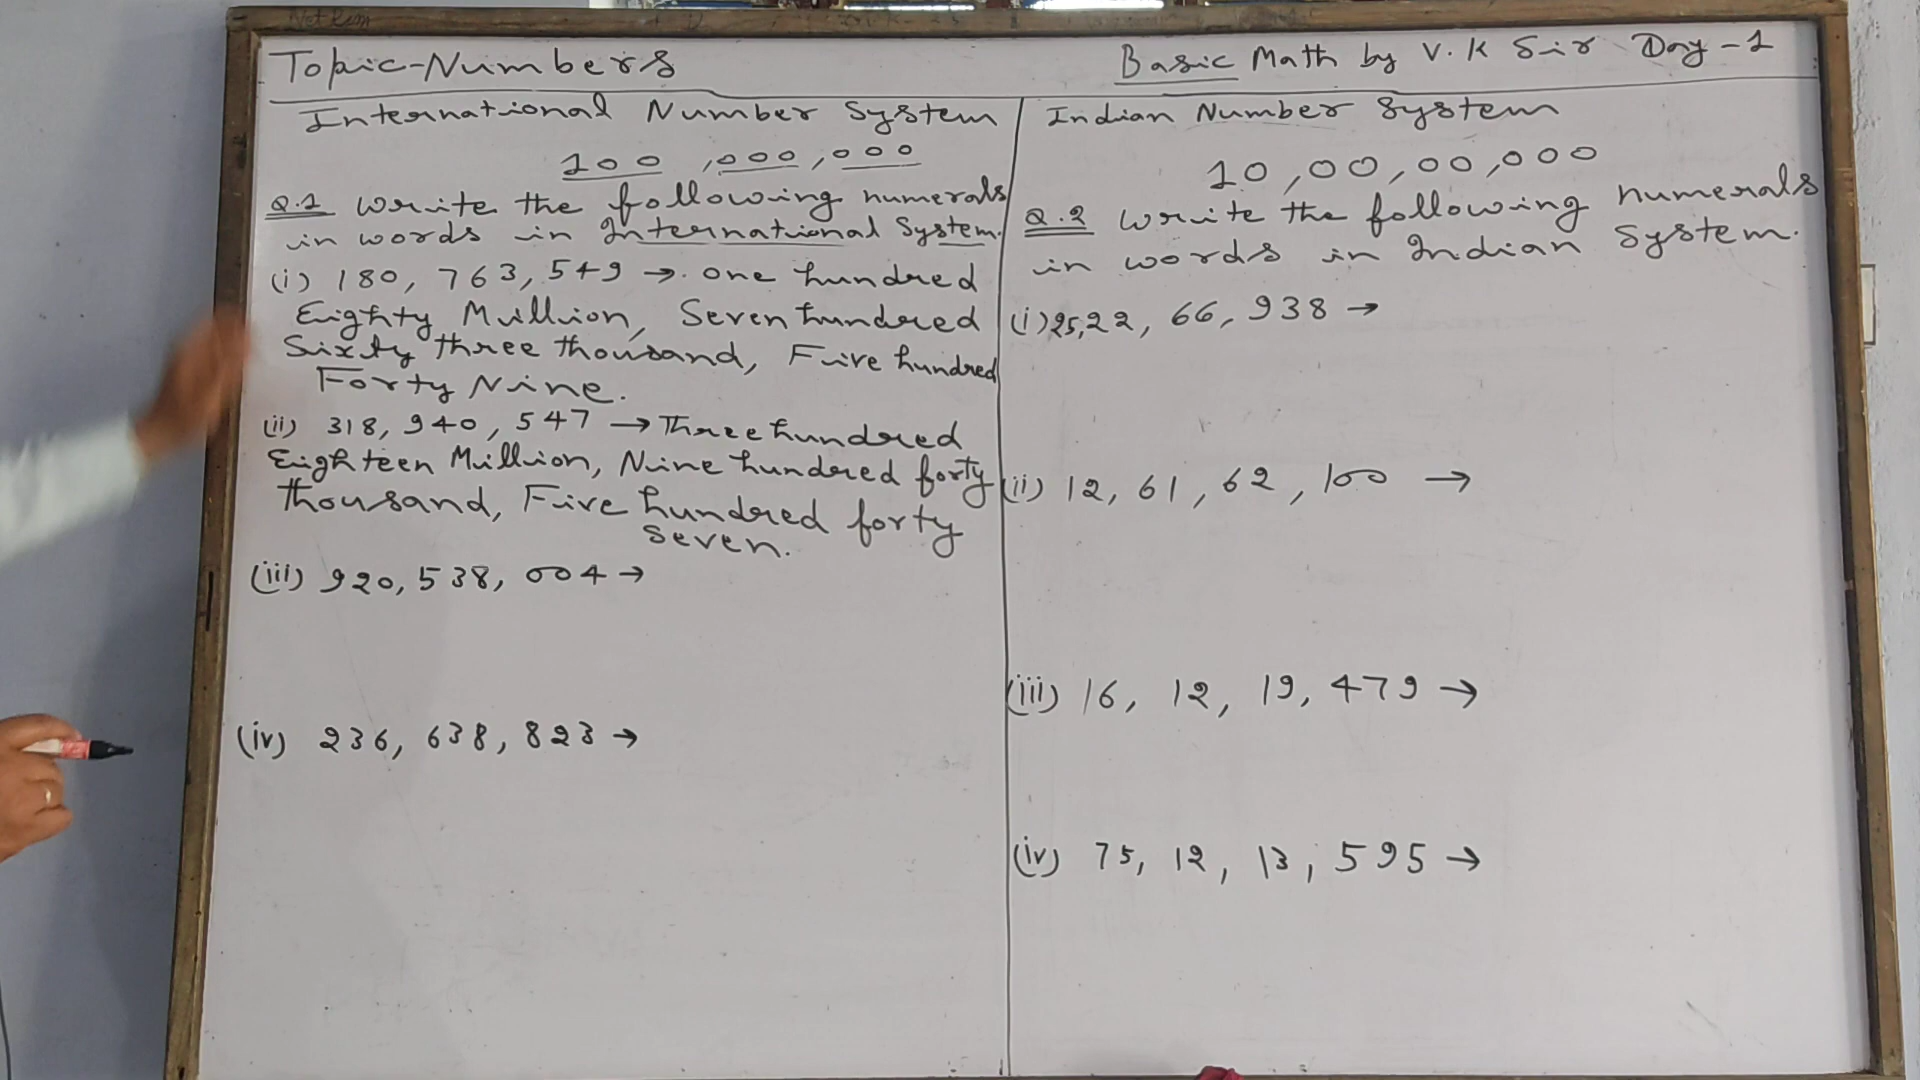 Topic-Numbers
Basic Math by V.K Sir Day-1
International Number System
100,000,000
Q.1 Write the following numerals
in words in International System.
(i) 180, 763, 549 → One hundred
Eighty Million, Seven hundred
Sixty three thousand, Five hundred
Forty Nine.
(ii) 318, 940, 547 → Three hundred
Eighteen Million, Nine hundred forty
thousand, Five hundred forty
seven.
(iii) 920, 538, 004 →
(iv) 236, 638, 823 →
Indian Number System
10,00,00,000
Q.2 Write the following numerals
in words in Indian System.
(i) 25,22, 66, 938 →
(ii) 12, 61, 62, 100 →
(iii) 16, 12, 19, 479 →
(iv) 75, 12, 13, 595 →